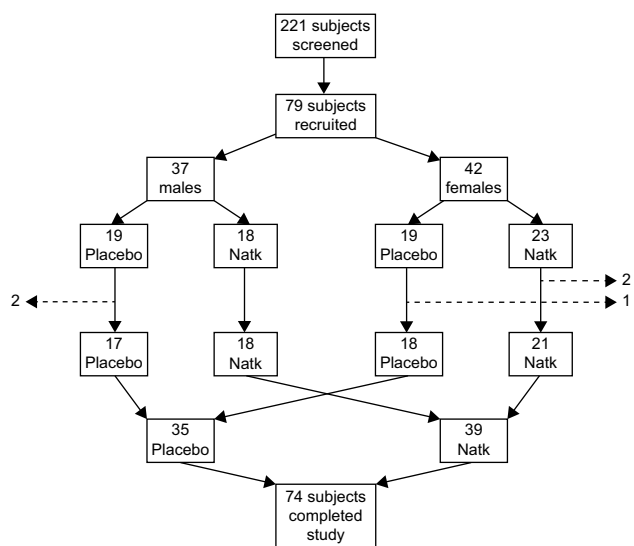 221 subjects
screened
79 subjects
recruited
37
males
42
females
19
Placebo
18
Natk
19
Placebo
23
Natk
2
2
1
17
Placebo
18
Natk
18
Placebo
21
Natk
35
Placebo
39
Natk
74 subjects
completed
study